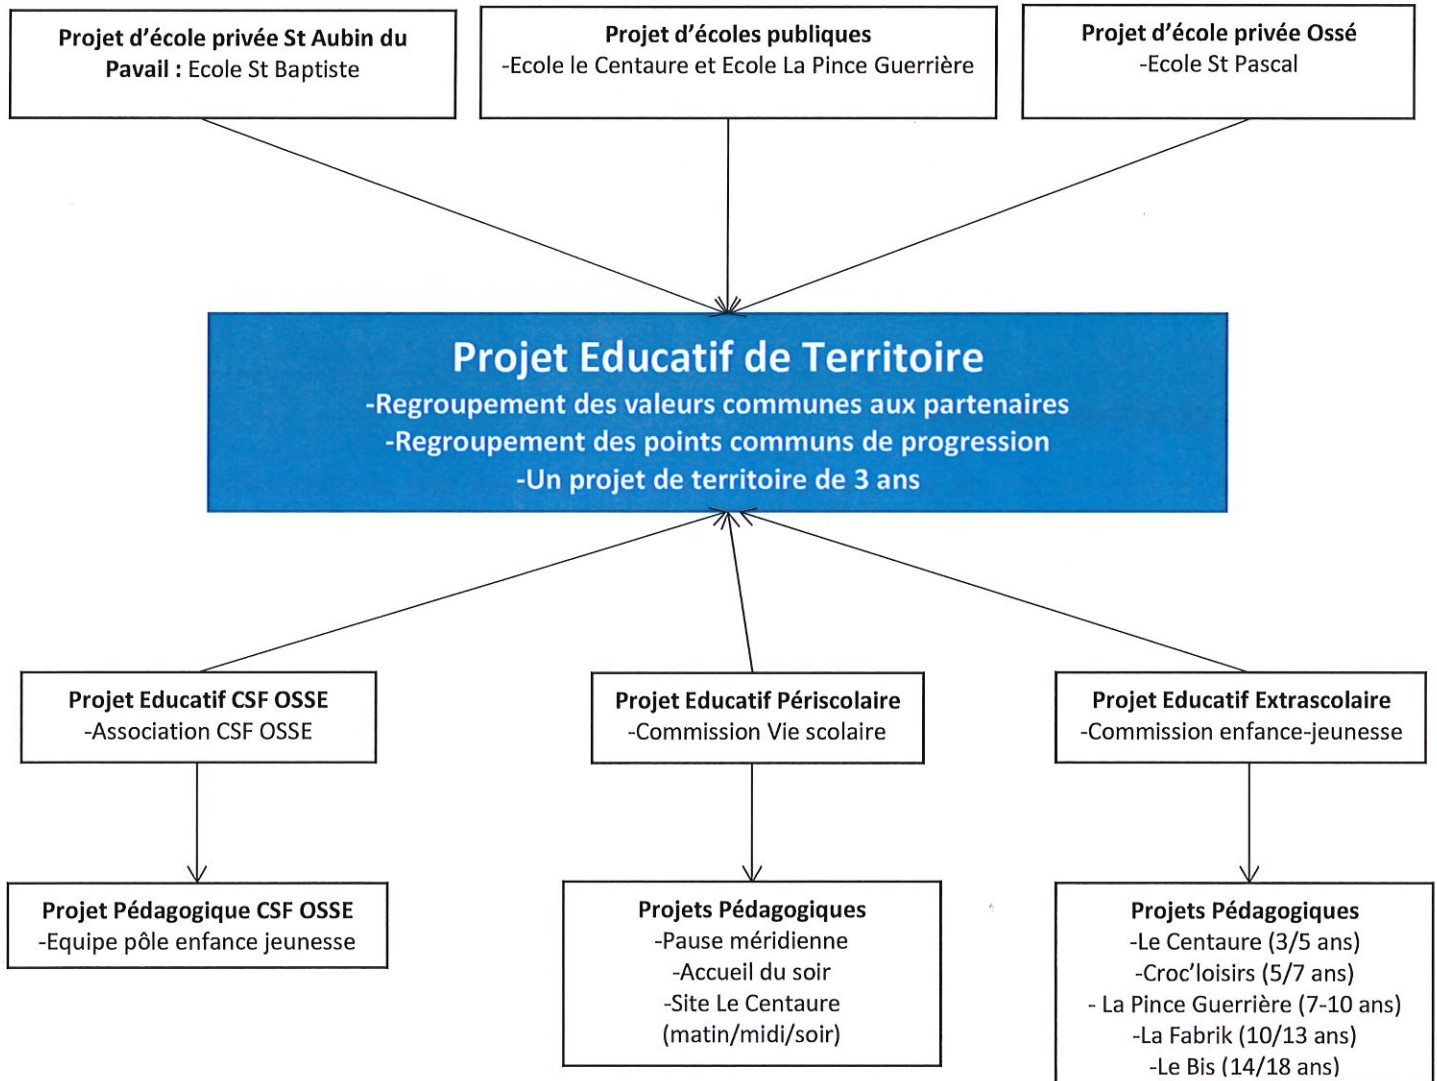 Projet d'école privée St Aubin du
Pavail : Ecole St Baptiste
Projet d'écoles publiques
-Ecole le Centaure et Ecole La Pince Guerrière
Projet d'école privée Ossé
-Ecole St Pascal
Projet Educatif de Territoire
-Regroupement des valeurs communes aux partenaires
-Regroupement des points communs de progression
-Un projet de territoire de 3 ans
Projet Educatif CSF OSSE
-Association CSF OSSE
Projet Educatif Périscolaire
-Commission Vie scolaire
Projet Educatif Extrascolaire
-Commission enfance-jeunesse
Projet Pédagogique CSF OSSE
-Equipe pôle enfance jeunesse
Projets Pédagogiques
-Pause méridienne
-Accueil du soir
-Site Le Centaure
(matin/midi/soir)
Projets Pédagogiques
-Le Centaure (3/5 ans)
-Croc'loisirs (5/7 ans)
- La Pince Guerrière (7-10 ans)
-La Fabrik (10/13 ans)
-Le Bis (14/18 ans)